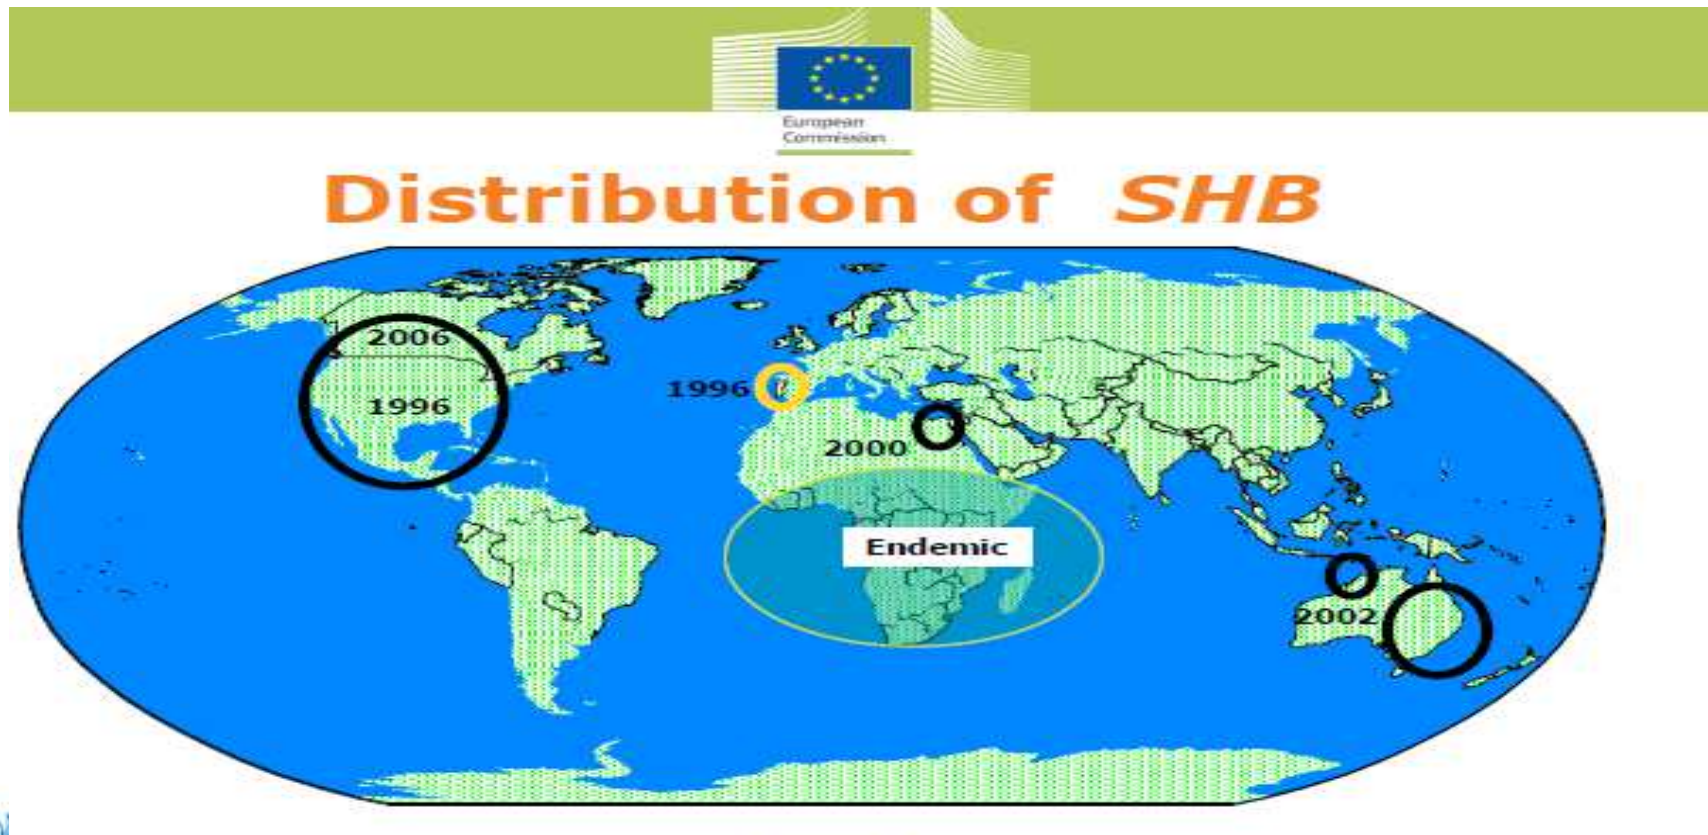 European
Commission
Distribution of SHB
2006
1996
1996
2000
Endemic
2002